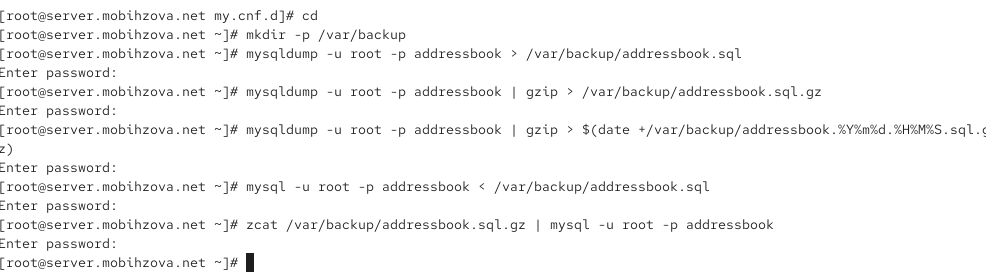 [root@server.mobihzova.net my.cnf.d]# cd
[root@server.mobihzova.net ~]# mkdir -p /var/backup
[root@server.mobihzova.net ~]# mysqldump -u root -p addressbook > /var/backup/addressbook.sql
Enter password:
[root@server.mobihzova.net ~]# mysqldump -u root -p addressbook | gzip > /var/backup/addressbook.sql.gz
Enter password:
[root@server.mobihzova.net ~]# mysqldump -u root -p addressbook | gzip > $(date +/var/backup/addressbook.%Y%m%d.%H%M%S.sql.g
z)
Enter password:
[root@server.mobihzova.net ~]# mysql -u root -p addressbook < /var/backup/addressbook.sql
Enter password:
[root@server.mobihzova.net ~]# zcat /var/backup/addressbook.sql.gz | mysql -u root -p addressbook
Enter password:
[root@server.mobihzova.net ~]#